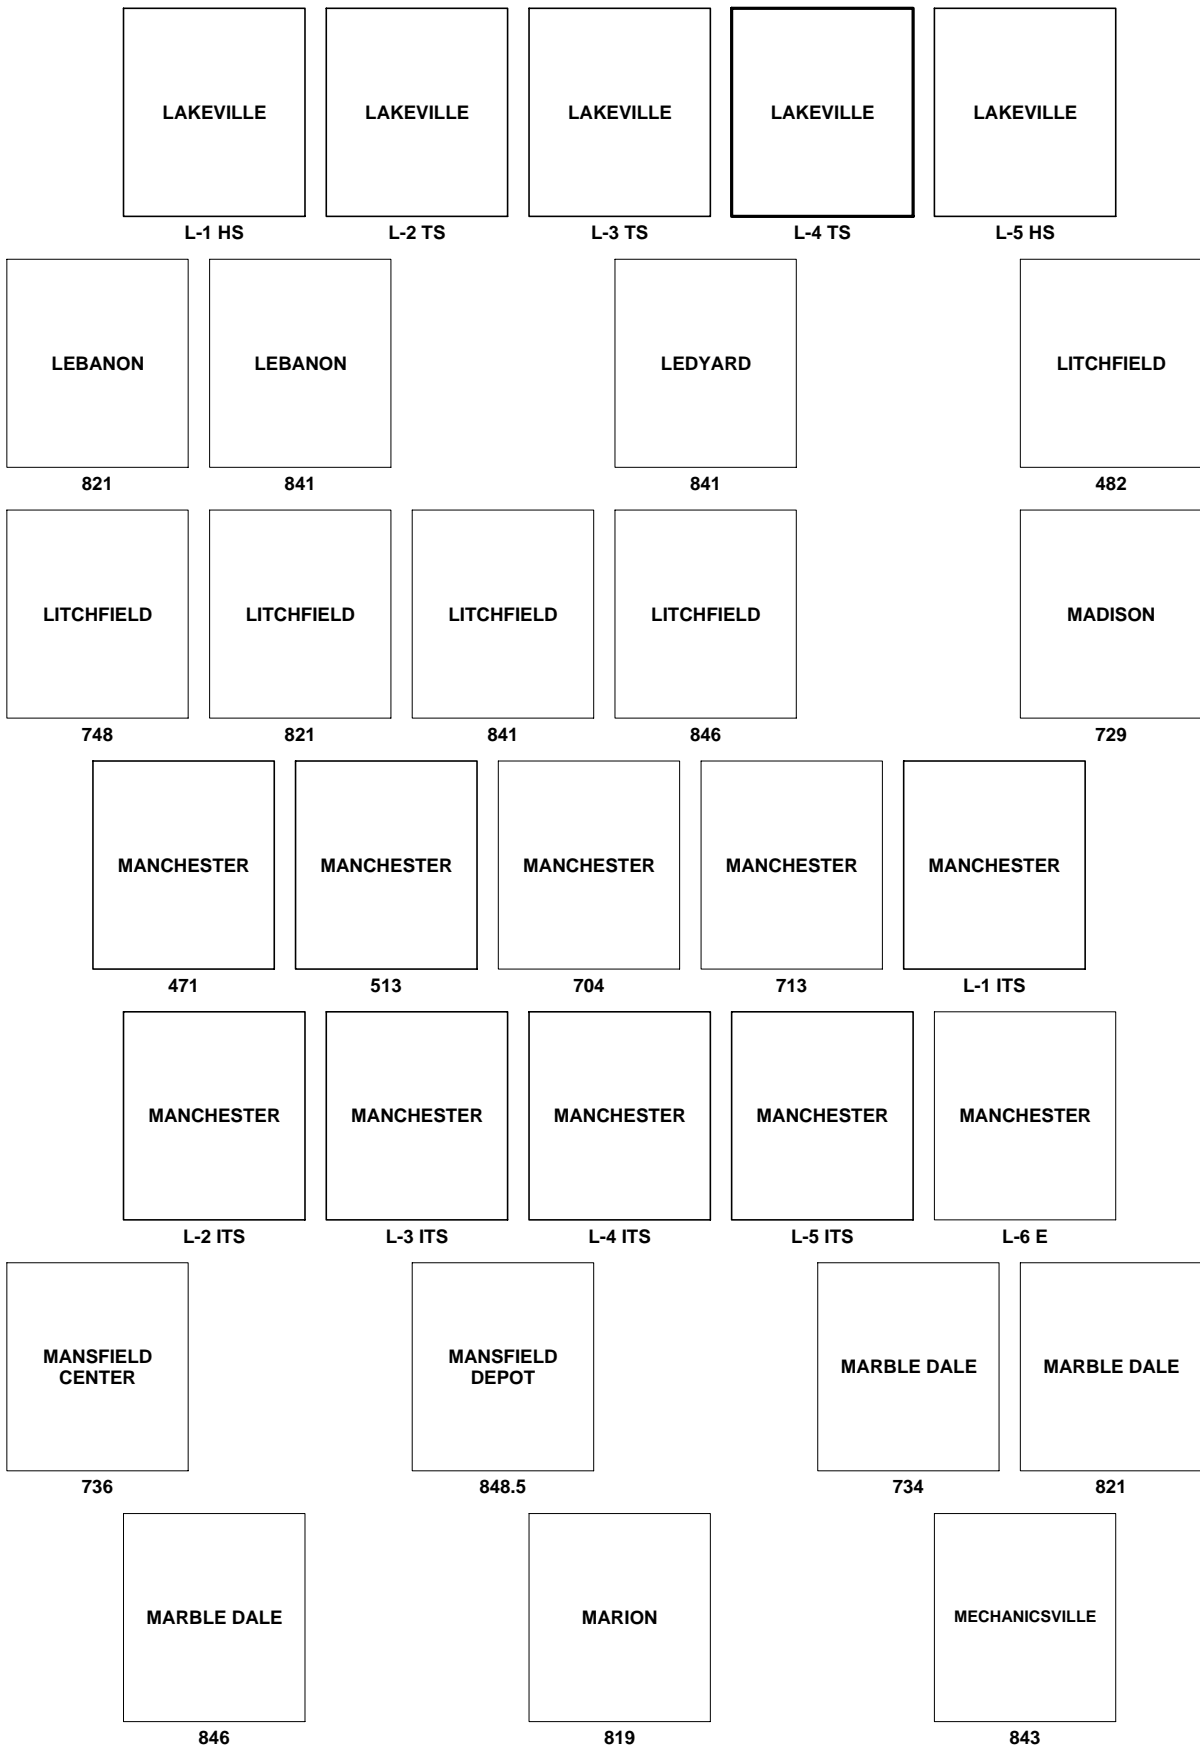 LAKEVILLE LAKEVILLE LAKEVILLE LAKEVILLE LAKEVILLE
L-1 HS L-2 TS L-3 TS L-4 TS L-5 HS
LEBANON LEBANON LEDYARD LITCHFIELD
821 841 841 482
LITCHFIELD LITCHFIELD LITCHFIELD LITCHFIELD MADISON
748 821 841 846 729
MANCHESTER MANCHESTER MANCHESTER MANCHESTER MANCHESTER
471 513 704 713 L-1 ITS
MANCHESTER MANCHESTER MANCHESTER MANCHESTER MANCHESTER
L-2 ITS L-3 ITS L-4 ITS L-5 ITS L-6 E
MANSFIELD
CENTER
MANSFIELD
DEPOT
MARBLE DALE MARBLE DALE
736 848.5 734 821
MARBLE DALE MARION MECHANICSVILLE
846 819 843